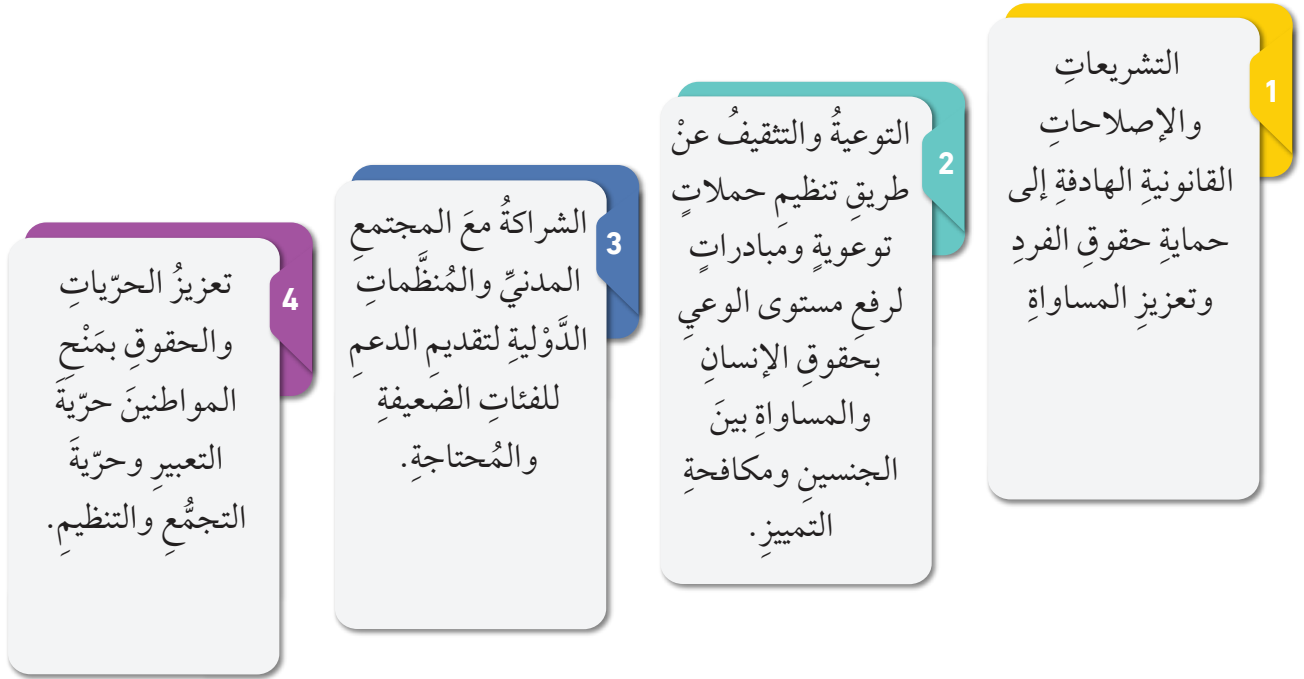 1
التشريعاتِ
والإصلاحاتِ
القانونيةِ الهادفةِ إلى
حمايةِ حقوقِ الفردِ
وتعزيزِ المساواةِ
2
التوعيةُ والتثقيفُ عنْ
طريقِ تنظيمِ حملاتٍ
توعويةٍ ومبادراتٍ
لرفعِ مستوى الوعيِ
بحقوقِ الإنسانِ
والمساواةِ بينَ
الجنسينِ ومكافحةِ
التمييزِ.
3
الشراكةُ معَ المجتمعِ
المدنيِّ والمُنظَّماتِ
الدَّوْليةِ لتقديمِ الدعمِ
للفئاتِ الضعيفةِ
والمُحتاجةِ.
4
تعزيزُ الحرّياتِ
والحقوقِ بمَنْحِ
المواطنينَ حرّيةَ
التعبيرِ وحرّيةَ
التجمُّعِ والتنظيمِ.